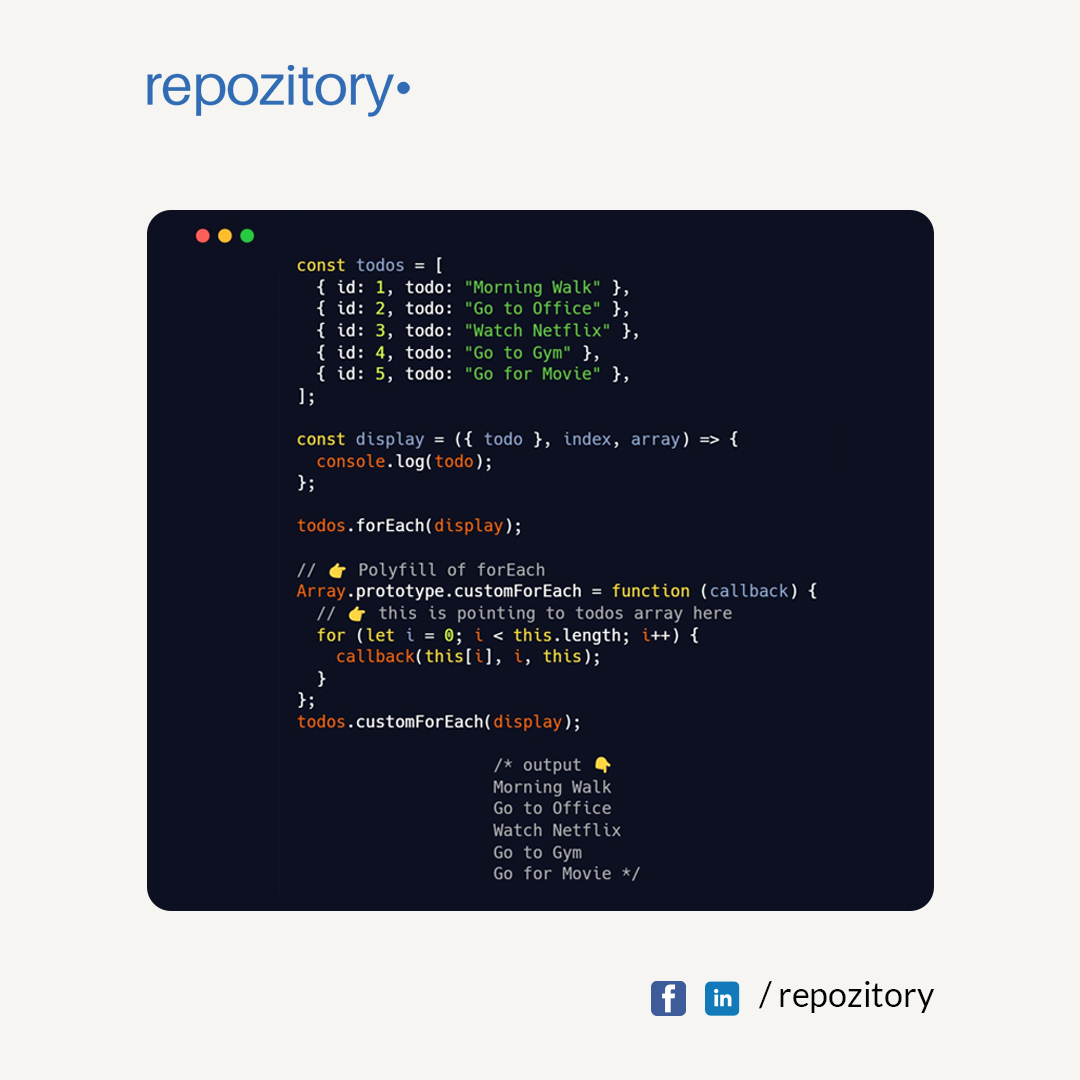 repozitory•
const todos = [
  { id: 1, todo: "Morning Walk" },
  { id: 2, todo: "Go to Office" },
  { id: 3, todo: "Watch Netflix" },
  { id: 4, todo: "Go to Gym" },
  { id: 5, todo: "Go for Movie" },
];
const display = ({ todo }, index, array) => {
  console.log(todo);
};
todos.forEach(display);
// 👉 Polyfill of forEach
Array.prototype.customForEach = function (callback) {
  // 👉 this is pointing to todos array here
  for (let i = 0; i < this.length; i++) {
    callback(this[i], i, this);
  }
};
todos.customForEach(display);
/* output 👇
Morning Walk
Go to Office
Watch Netflix
Go to Gym
Go for Movie */
f in / repozitory